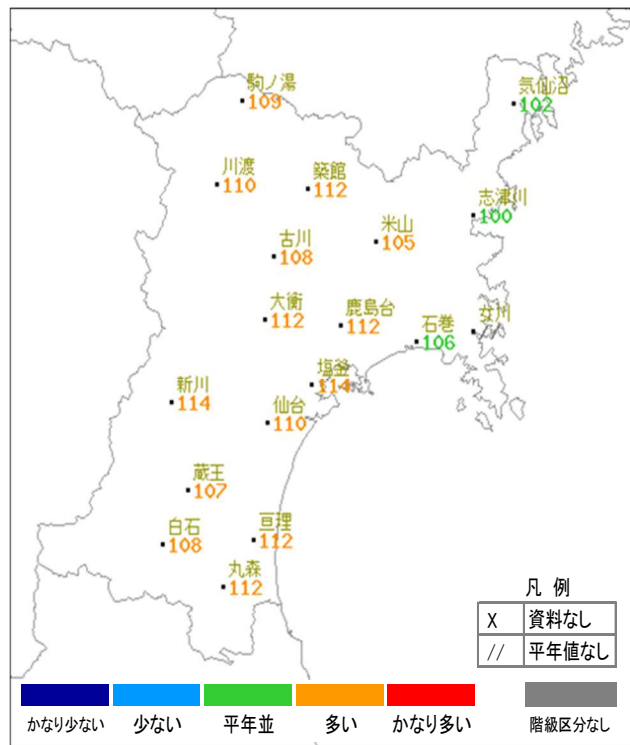 駒ノ湯
109
気仙沼
102
川渡
110
築館
112
志津川
100
米山
105
古川
108
大衡
112
鹿島台
112
石巻
106
女川
//
塩釜
114
新川
114
仙台
110
蔵王
107
白石
108
亘理
112
丸森
112
凡 例
X 資料なし
// 平年値なし
かなり少ない 少ない 平年並 多い かなり多い 階級区分なし